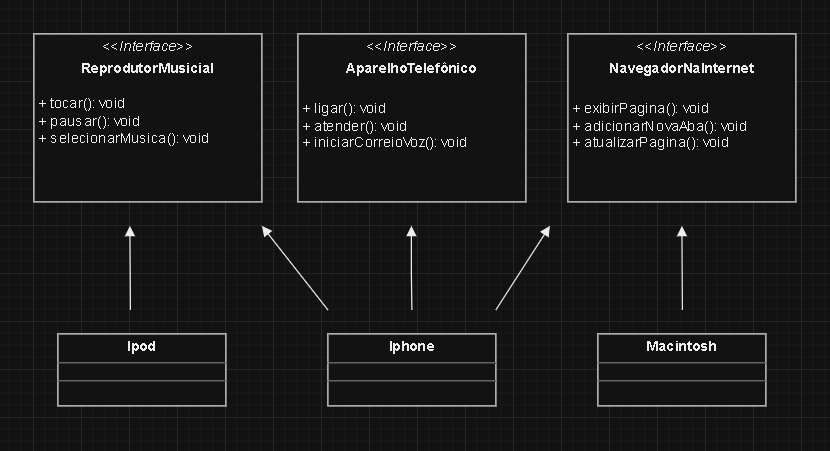 <<Interface>>
ReprodutorMusicial
+ tocar(): void
+ pausar(): void
+ selecionarMusica(): void
<<Interface>>
AparelhoTelefônico
+ ligar(): void
+ atender(): void
+ iniciarCorreioVoz(): void
<<Interface>>
NavegadorNaInternet
+ exibirPagina(): void
+ adicionarNovaAba(): void
+ atualizarPagina(): void
Ipod
Iphone
Macintosh